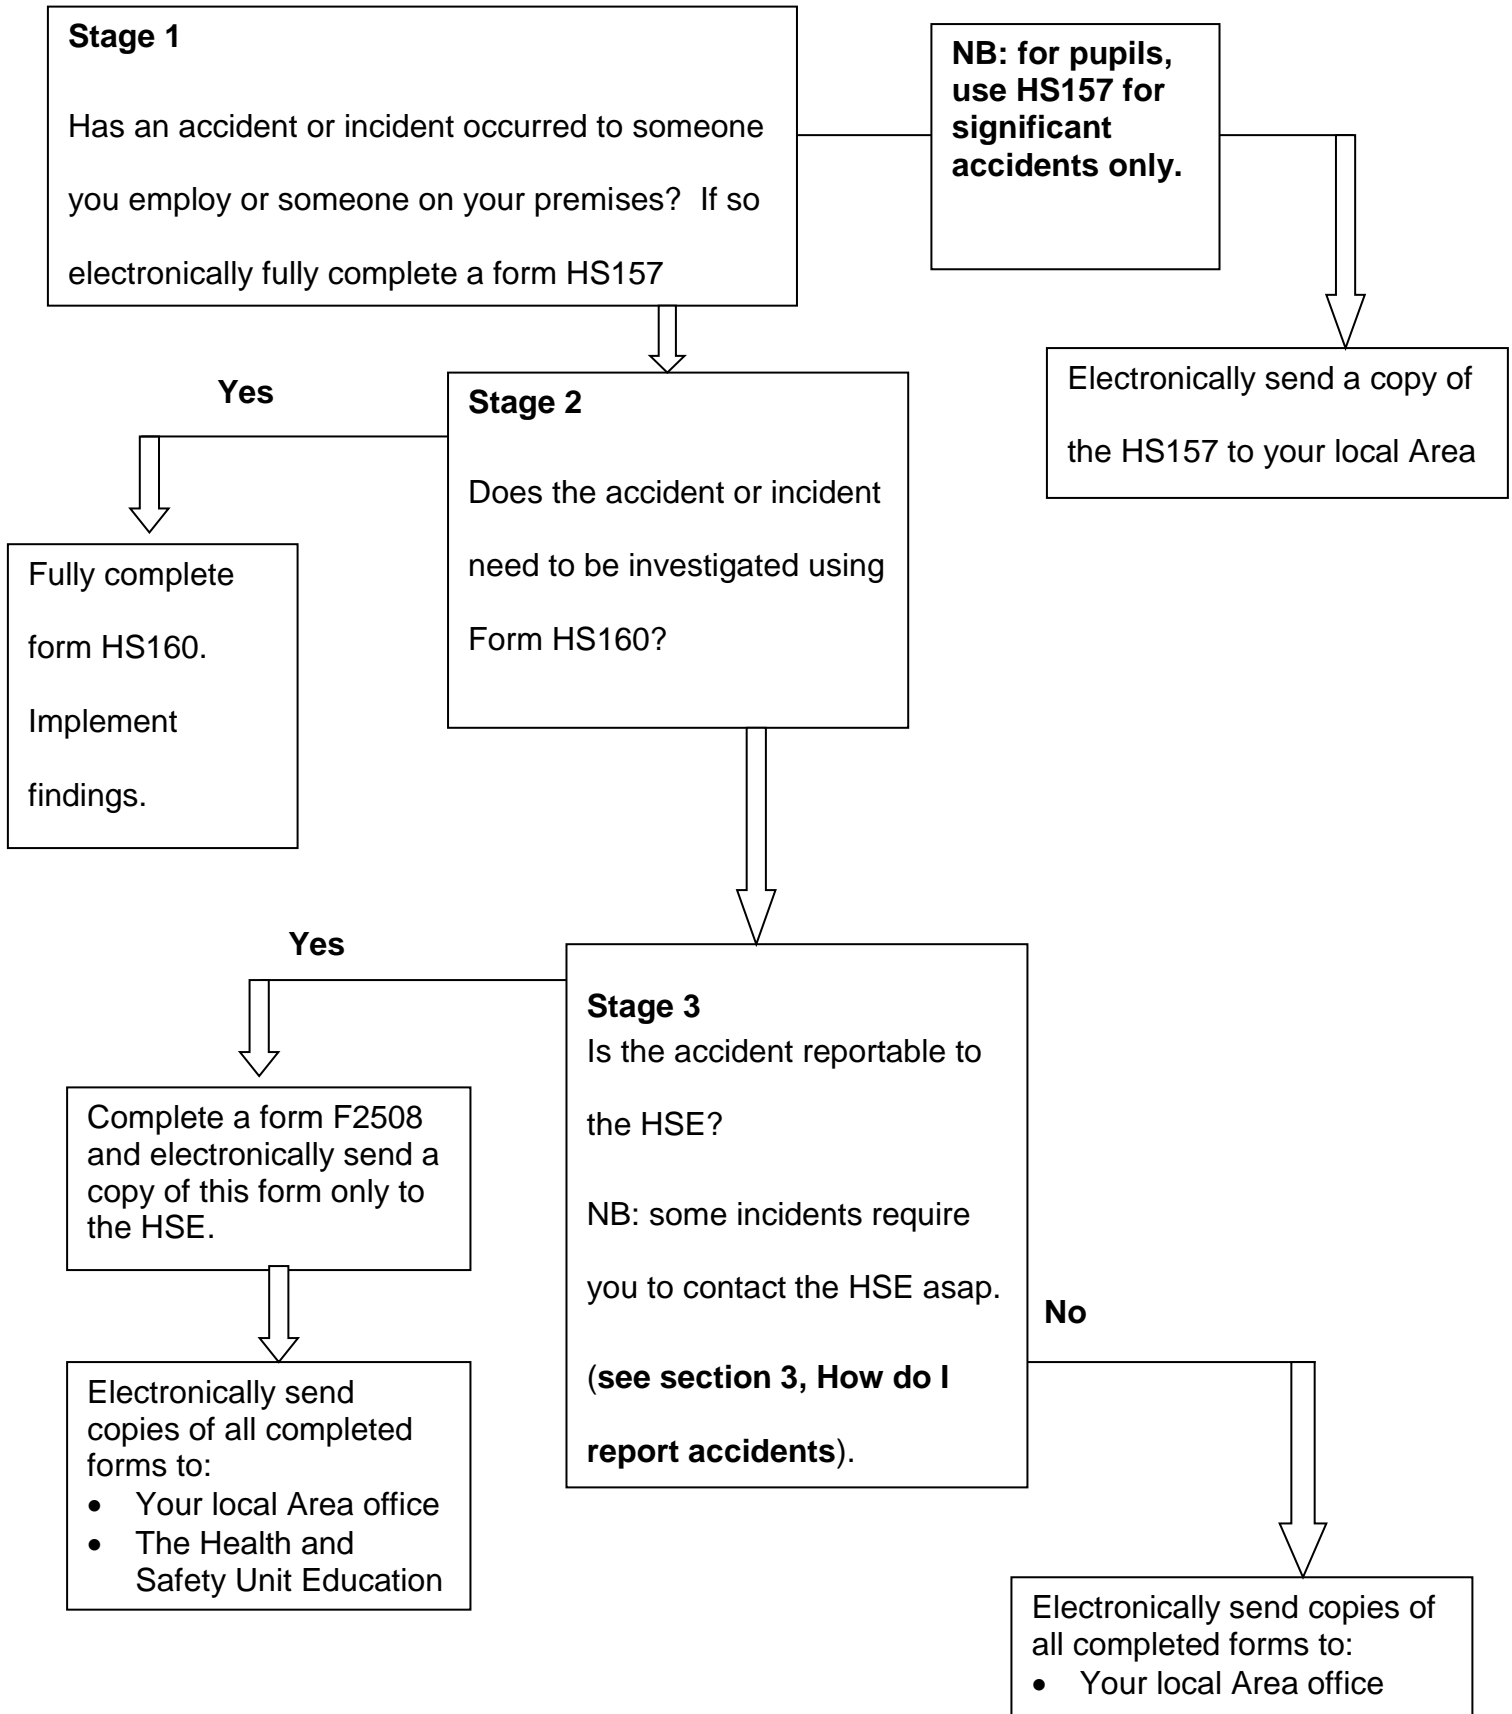 Stage 1
Has an accident or incident occurred to someone
you employ or someone on your premises?  If so
electronically fully complete a form HS157
NB: for pupils,
use HS157 for
significant
accidents only.
Electronically send a copy of
the HS157 to your local Area
Yes
Stage 2
Does the accident or incident
need to be investigated using
Form HS160?
Fully complete
form HS160.
Implement
findings.
Yes
Stage 3
Is the accident reportable to
the HSE?
NB: some incidents require
you to contact the HSE asap.
(see section 3, How do I
report accidents).
Complete a form F2508
and electronically send a
copy of this form only to
the HSE.
No
Electronically send
copies of all completed
forms to:
• Your local Area office
• The Health and
Safety Unit Education
Electronically send copies of
all completed forms to:
• Your local Area office